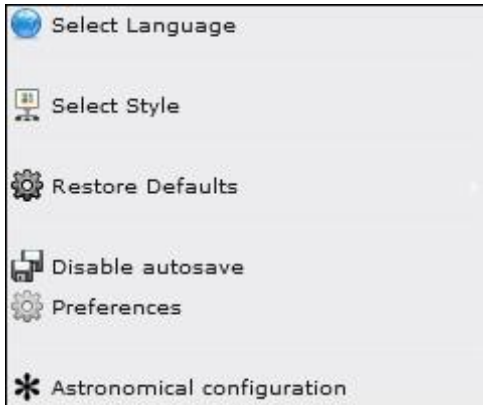 Select Language
Select Style
Restore Defaults
Disable autosave
Preferences
Astronomical configuration